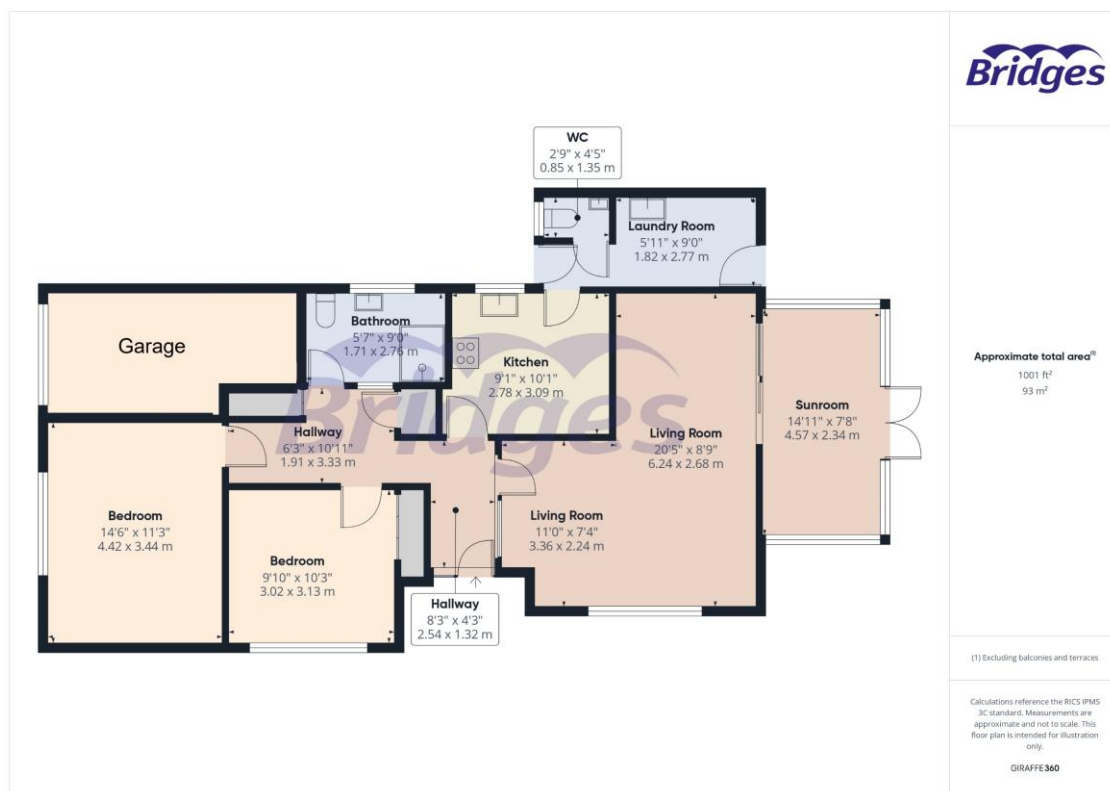 Bridges
WC
2'9" x 4'5"
0.85 x 1.35 m
Laundry Room
5'11" x 9'0"
1.82 x 2.77 m
Bathroom
5'7" x 9'0"
1.71 x 2.76 m
Garage
Kitchen
9'1" x 10'1"
2.78 x 3.09 m
Bridges
Hallway
6'3" x 10'11"
1.91 x 3.33 m
Living Room
20'5" x 8'9"
6.24 x 2.68 m
Sunroom
14'11" x 7'8"
4.57 x 2.34 m
Bedroom
14'6" x 11'3"
4.42 x 3.44 m
Living Room
11'0" x 7'4"
3.36 x 2.24 m
Bedroom
9'10" x 10'3"
3.02 x 3.13 m
Hallway
8'3" x 4'3"
2.54 x 1.32 m
Approximate total area⁽¹⁾
1001 ft²
93 m²
(1) Excluding balconies and terraces
Calculations reference the RICS IPMS
3C standard. Measurements are
approximate and not to scale. This
floor plan is intended for illustration
only.
GIRAFFE360